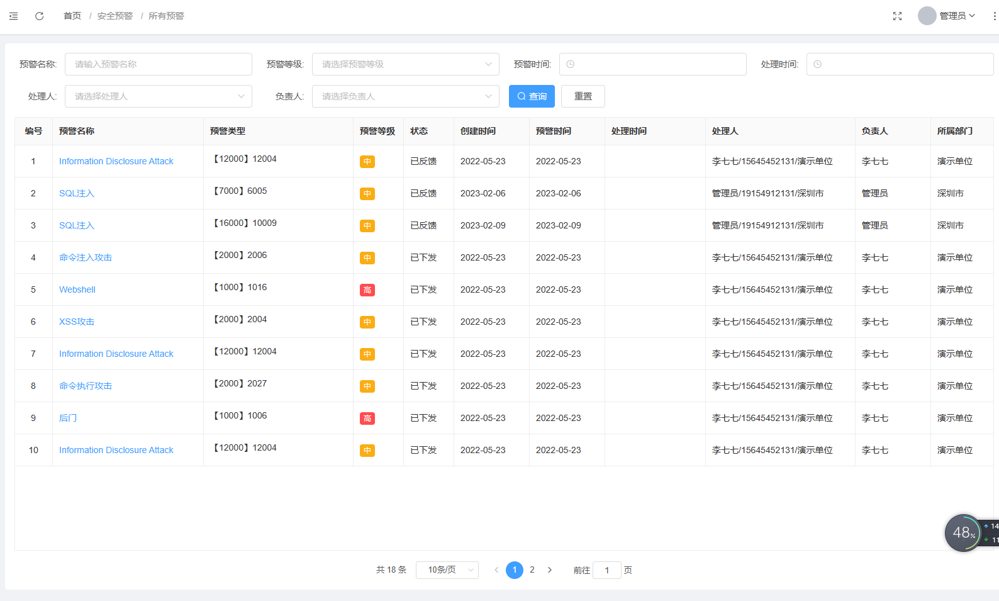 首页 / 安全预警 / 所有预警 管理员
预警名称: 请输入预警名称 预警等级: 请选择预警等级 预警时间: 处理时间:
处理人: 请选择处理人 负责人: 请选择负责人 查询 重置
编号 预警名称 预警类型 预警等级 状态 创建时间 预警时间 处理时间 处理人 负责人 所属部门
1 Information Disclosure Attack 【12000】12004 中 已反馈 2022-05-23 2022-05-23 李七七/15645452131/演示单位 李七七 演示单位
2 SQL注入 【7000】6005 中 已反馈 2023-02-06 2023-02-06 管理员/19154912131/深圳市 管理员 深圳市
3 SQL注入 【16000】10009 中 已反馈 2023-02-09 2023-02-09 管理员/19154912131/深圳市 管理员 深圳市
4 命令注入攻击 【2000】2006 中 已下发 2022-05-23 2022-05-23 李七七/15645452131/演示单位 李七七 演示单位
5 Webshell 【1000】1016 高 已下发 2022-05-23 2022-05-23 李七七/15645452131/演示单位 李七七 演示单位
6 XSS攻击 【2000】2004 中 已下发 2022-05-23 2022-05-23 李七七/15645452131/演示单位 李七七 演示单位
7 Information Disclosure Attack 【12000】12004 中 已下发 2022-05-23 2022-05-23 李七七/15645452131/演示单位 李七七 演示单位
8 命令执行攻击 【2000】2027 中 已下发 2022-05-23 2022-05-23 李七七/15645452131/演示单位 李七七 演示单位
9 后门 【1000】1006 高 已下发 2022-05-23 2022-05-23 李七七/15645452131/演示单位 李七七 演示单位
10 Information Disclosure Attack 【12000】12004 中 已下发 2022-05-23 2022-05-23 李七七/15645452131/演示单位 李七七 演示单位
48% 14
11
共 18 条 10条/页 1 2 前往 1 页